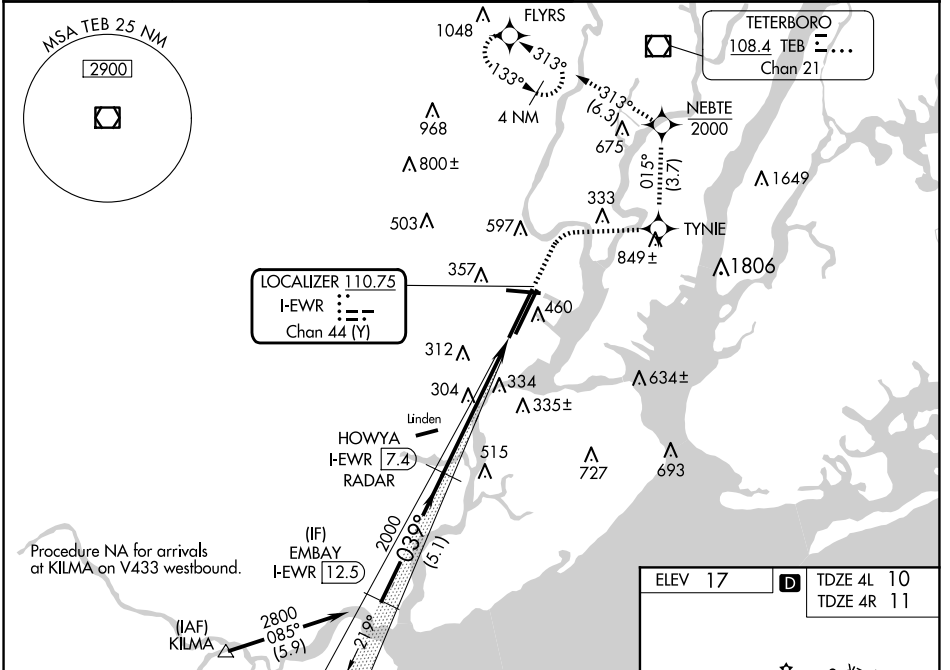 MSA TEB 25 NM
2900
1048
FLYRS
313°
133°
4 NM
313°
(6.3)
TETERBORO
108.4 TEB
Chan 21
NEBTE
2000
968
675
800±
015°
(3.7)
1649
503
597
333
TYNIE
849±
357
1806
LOCALIZER 110.75
I-EWR
Chan 44 (Y)
460
312
304
334
634±
335±
Linden
HOWYA
I-EWR 7.4
RADAR
515
727
693
2000
039°
(5.1)
(IF)
EMBAY
I-EWR 12.5
Procedure NA for arrivals
at KILMA on V433 westbound.
(IAF)
KILMA
2800
085°
(5.9)
219°
ELEV 17
D
TDZE 4L 10
TDZE 4R 11